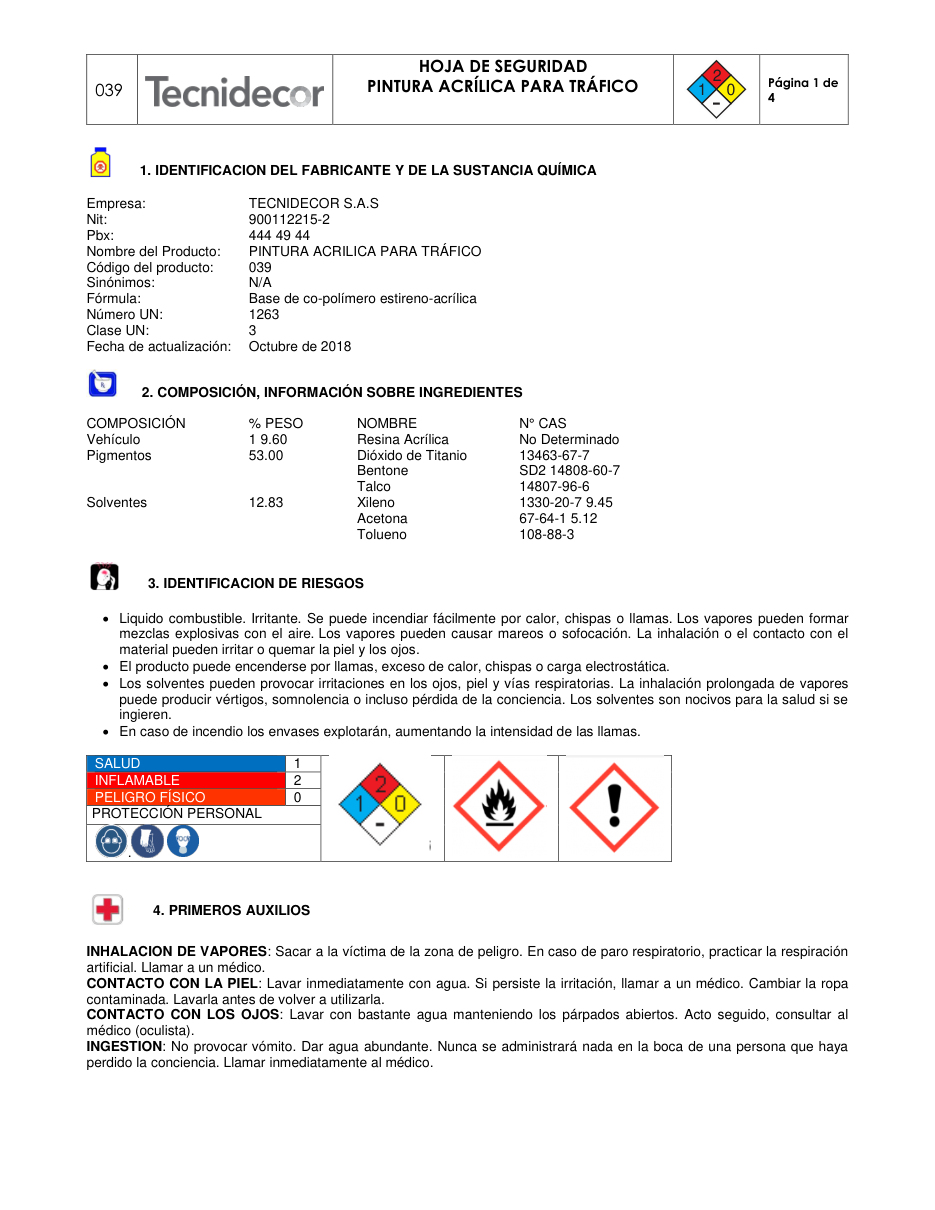 039
Tecnidecor
HOJA DE SEGURIDAD
PINTURA ACRÍLICA PARA TRÁFICO
2
1 0
-
Página 1 de
4
1. IDENTIFICACION DEL FABRICANTE Y DE LA SUSTANCIA QUÍMICA
Empresa: TECNIDECOR S.A.S
Nit: 900112215-2
Pbx: 444 49 44
Nombre del Producto: PINTURA ACRILICA PARA TRÁFICO
Código del producto: 039
Sinónimos: N/A
Fórmula: Base de co-polímero estireno-acrílica
Número UN: 1263
Clase UN: 3
Fecha de actualización: Octubre de 2018
2. COMPOSICIÓN, INFORMACIÓN SOBRE INGREDIENTES
COMPOSICIÓN % PESO NOMBRE N° CAS
Vehículo 1 9.60 Resina Acrílica No Determinado
Pigmentos 53.00 Dióxido de Titanio 13463-67-7
Bentone SD2 14808-60-7
Talco 14807-96-6
Solventes 12.83 Xileno 1330-20-7 9.45
Acetona 67-64-1 5.12
Tolueno 108-88-3
3. IDENTIFICACION DE RIESGOS
• Liquido combustible. Irritante. Se puede incendiar fácilmente por calor, chispas o llamas. Los vapores pueden formar
mezclas explosivas con el aire. Los vapores pueden causar mareos o sofocación. La inhalación o el contacto con el
material pueden irritar o quemar la piel y los ojos.
• El producto puede encenderse por llamas, exceso de calor, chispas o carga electrostática.
• Los solventes pueden provocar irritaciones en los ojos, piel y vías respiratorias. La inhalación prolongada de vapores
puede producir vértigos, somnolencia o incluso pérdida de la conciencia. Los solventes son nocivos para la salud si se
ingieren.
• En caso de incendio los envases explotarán, aumentando la intensidad de las llamas.
SALUD 1
INFLAMABLE 2
PELIGRO FÍSICO 0
PROTECCIÓN PERSONAL
.
2
1 0
-
4. PRIMEROS AUXILIOS
INHALACION DE VAPORES: Sacar a la víctima de la zona de peligro. En caso de paro respiratorio, practicar la respiración
artificial. Llamar a un médico.
CONTACTO CON LA PIEL: Lavar inmediatamente con agua. Si persiste la irritación, llamar a un médico. Cambiar la ropa
contaminada. Lavarla antes de volver a utilizarla.
CONTACTO CON LOS OJOS: Lavar con bastante agua manteniendo los párpados abiertos. Acto seguido, consultar al
médico (oculista).
INGESTION: No provocar vómito. Dar agua abundante. Nunca se administrará nada en la boca de una persona que haya
perdido la conciencia. Llamar inmediatamente al médico.